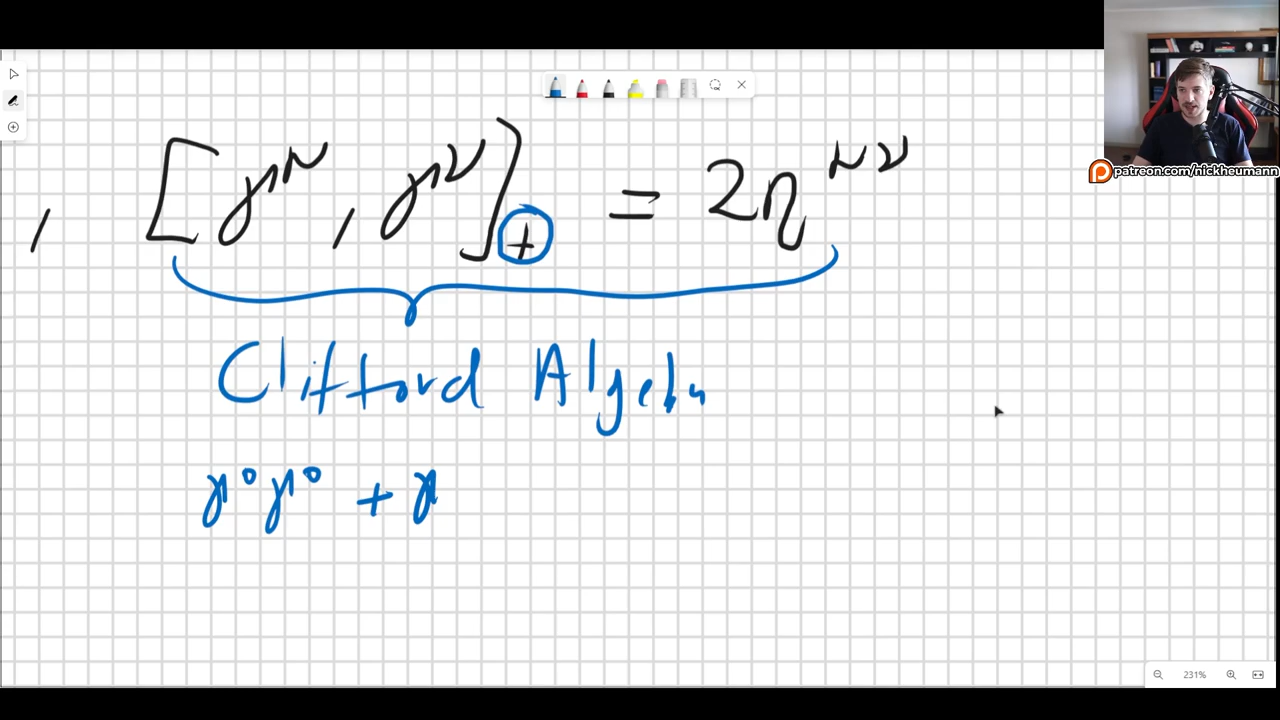 patreon.com/nickheumann
, [γ^μ, γ^ν]_+ = 2η^{μν}
Clifford Algebra
γ^0γ^0 + γ
231%